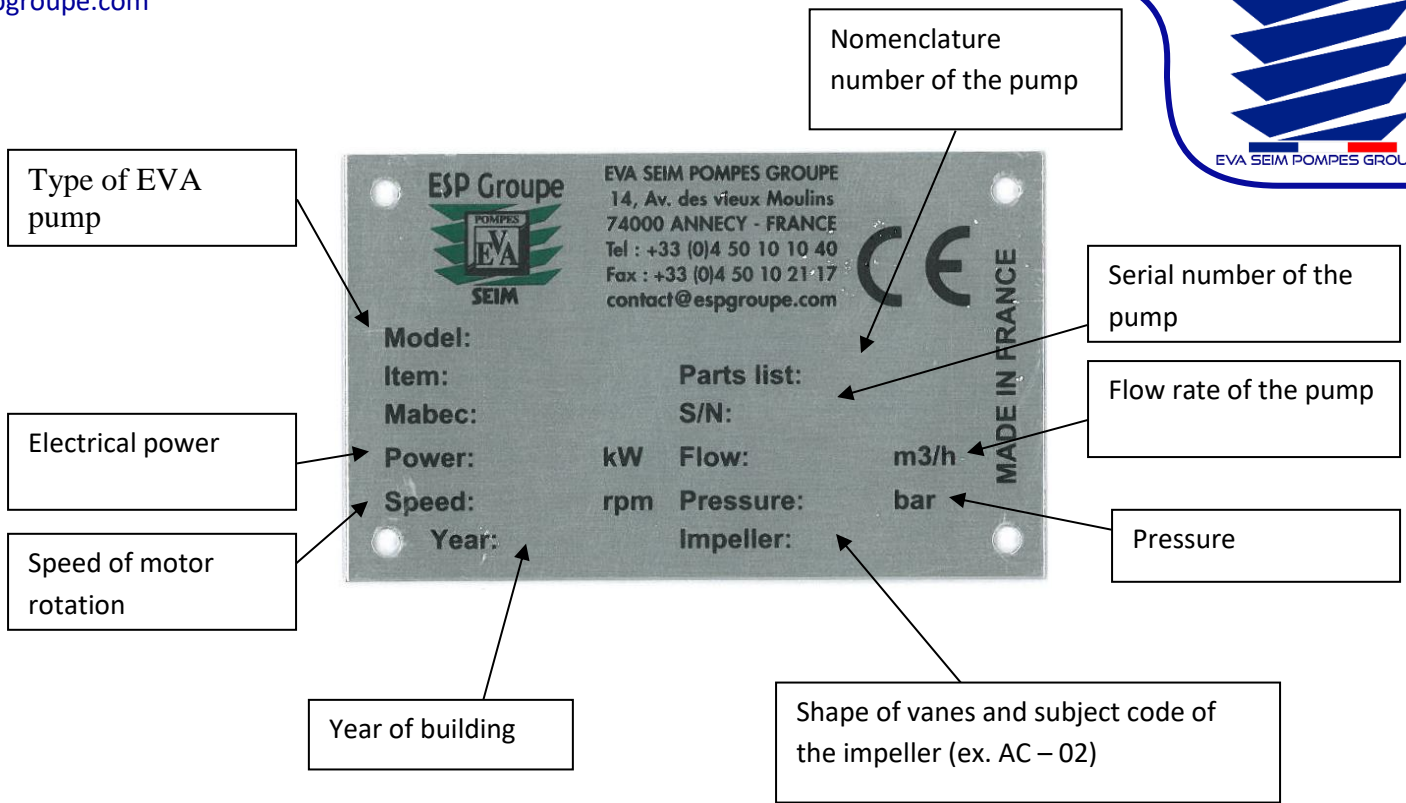 Nomenclature
number of the pump
EVA SEIM POMPES GROU
Type of EVA
pump
ESP Groupe
POMPES
EVA
SEIM
EVA SEIM POMPES GROUPE
14, Av. des vieux Moulins
74000 ANNECY - FRANCE
Tel : +33 (0)4 50 10 10 40
Fax : +33 (0)4 50 10 21 17
contact@espgroupe.com
CE
MADE IN FRANCE
Serial number of the
pump
Model:
Item:
Parts list:
Mabec:
S/N:
Flow rate of the pump
Electrical power
Power: kW Flow: m3/h
Speed: rpm Pressure: bar
Year: Impeller:
Pressure
Speed of motor
rotation
Year of building
Shape of vanes and subject code of
the impeller (ex. AC – 02)